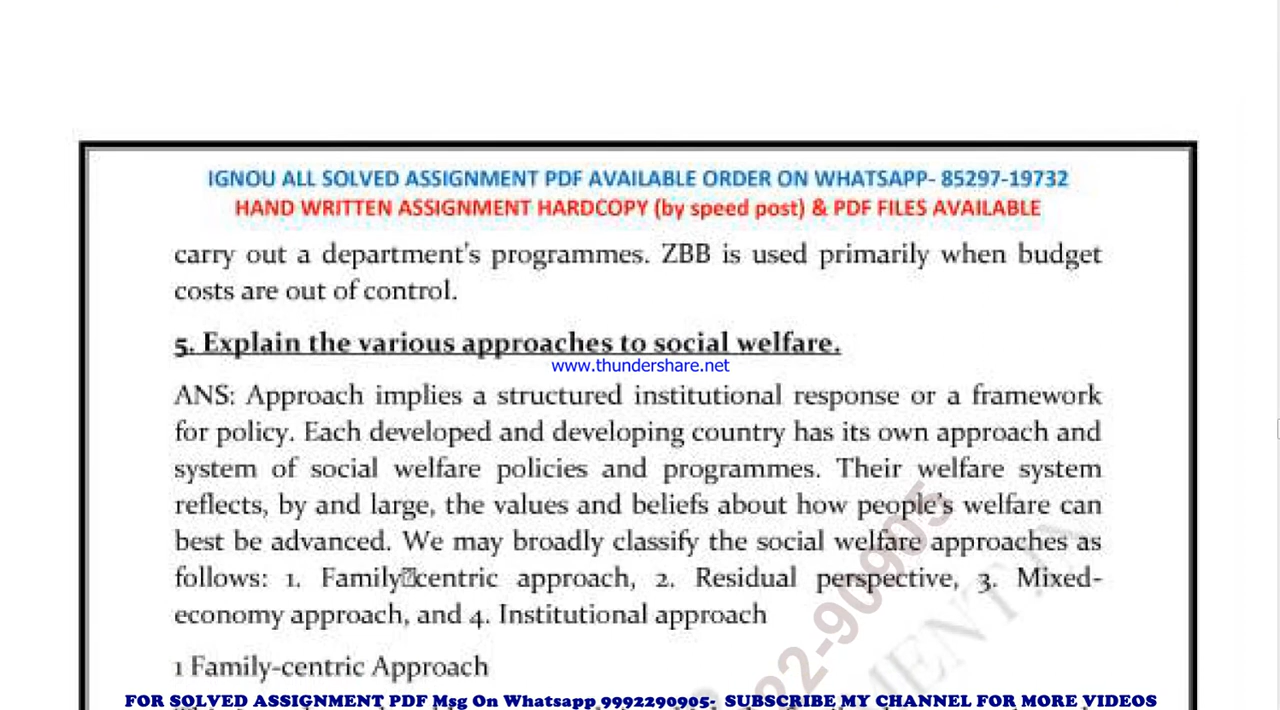 IGNOU ALL SOLVED ASSIGNMENT PDF AVAILABLE ORDER ON WHATSAPP- 85297-19732
HAND WRITTEN ASSIGNMENT HARDCOPY (by speed post) & PDF FILES AVAILABLE
carry out a department's programmes. ZBB is used primarily when budget
costs are out of control.
5. Explain the various approaches to social welfare.
www.thundershare.net
ANS: Approach implies a structured institutional response or a framework
for policy. Each developed and developing country has its own approach and
system of social welfare policies and programmes. Their welfare system
reflects, by and large, the values and beliefs about how people's welfare can
best be advanced. We may broadly classify the social welfare approaches as
follows: 1. Family centric approach, 2. Residual perspective, 3. Mixed-
economy approach, and 4. Institutional approach
1 Family-centric Approach
FOR SOLVED ASSIGNMENT PDF Msg On Whatsapp 9992290905- SUBSCRIBE MY CHANNEL FOR MORE VIDEOS